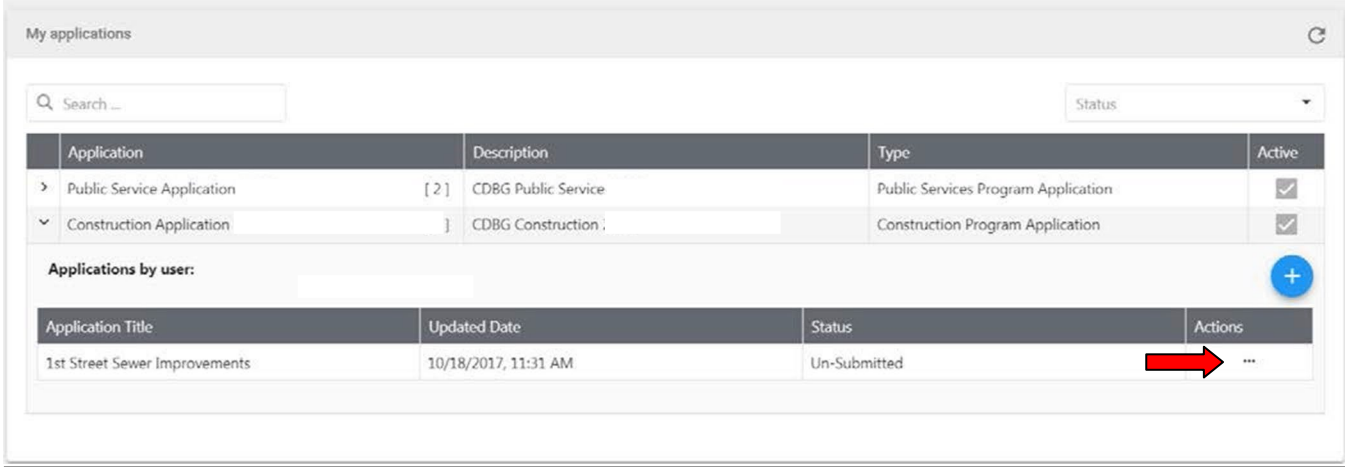 My applications
Search ...
Status
Application Description Type Active
Public Service Application [ 2 ] CDBG Public Service Public Services Program Application
Construction Application ] CDBG Construction Construction Program Application
Applications by user:
+
Application Title Updated Date Status Actions
1st Street Sewer Improvements 10/18/2017, 11:31 AM Un-Submitted ...